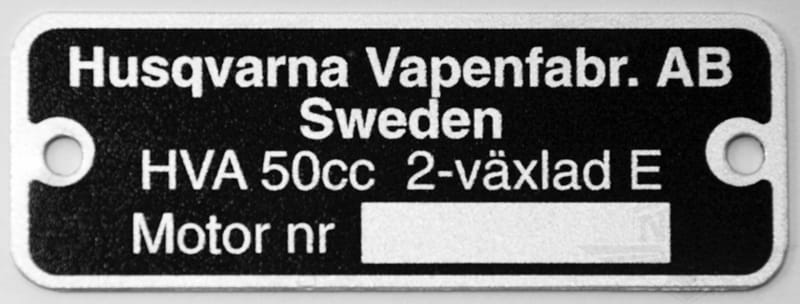 Husqvarna Vapenfabr. AB
Sweden
HVA 50cc 2-växlad E
Motor nr